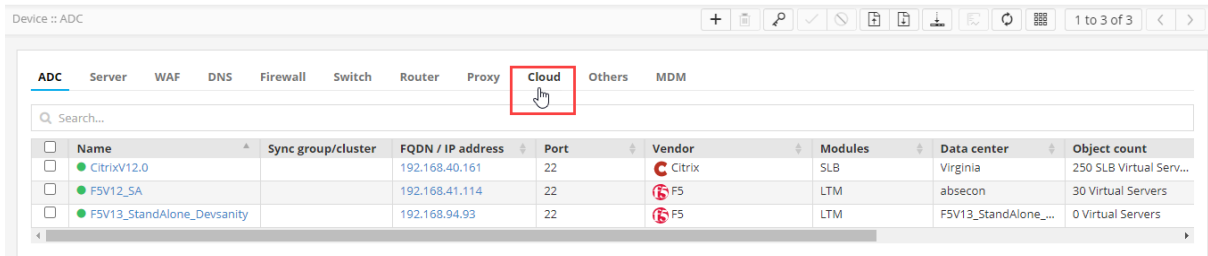 Device :: ADC 1 to 3 of 3
ADC Server WAF DNS Firewall Switch Router Proxy Cloud Others MDM
Search...
Name Sync group/cluster FQDN / IP address Port Vendor Modules Data center Object count
CitrixV12.0 192.168.40.161 22 Citrix SLB Virginia 250 SLB Virtual Serv...
F5V12_SA 192.168.41.114 22 F5 LTM absecon 30 Virtual Servers
F5V13_StandAlone_Devsanity 192.168.94.93 22 F5 LTM F5V13_StandAlone_... 0 Virtual Servers